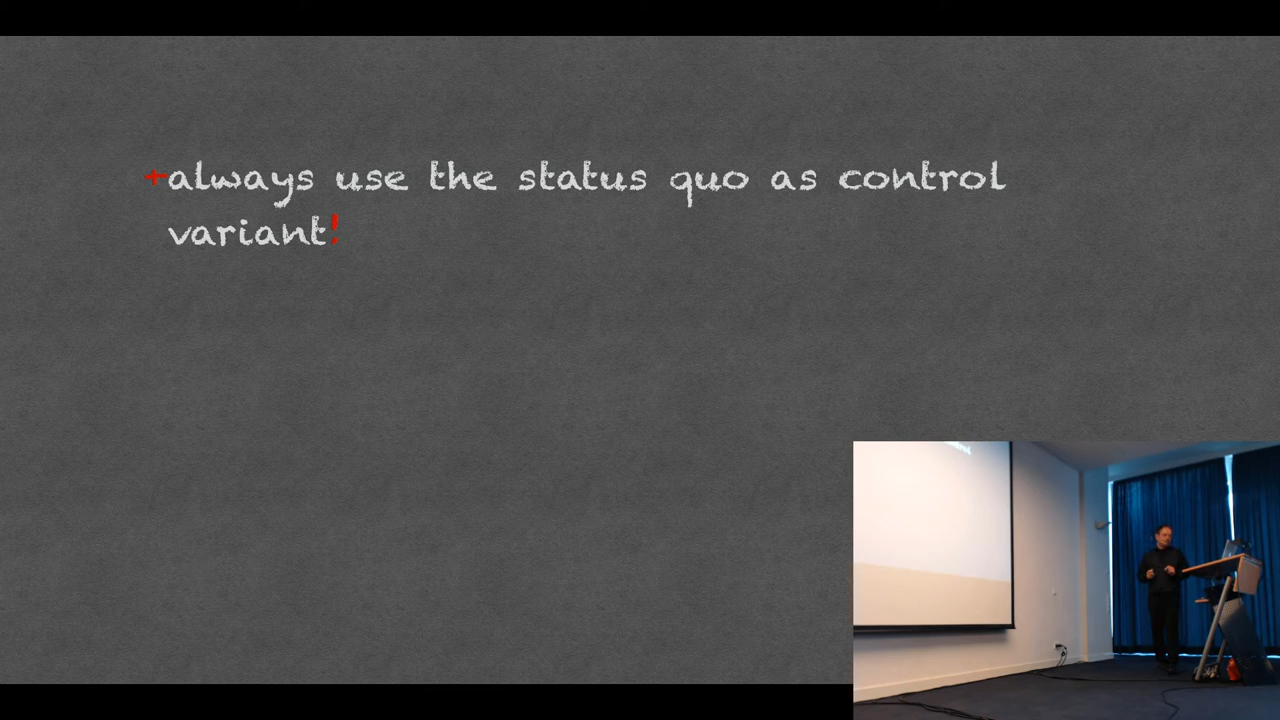 +always use the status quo as control
variant!